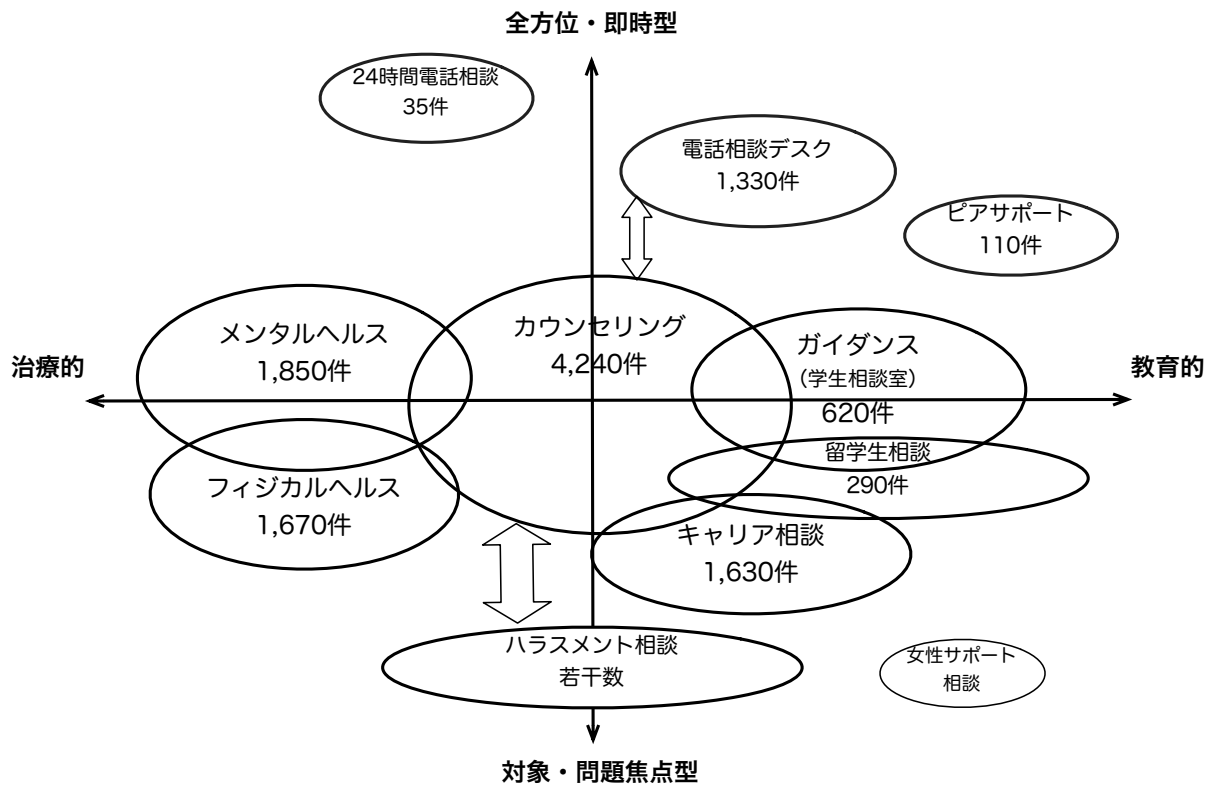 全方位・即時型
24時間電話相談
35件
電話相談デスク
1,330件
ピアサポート
110件
メンタルヘルス
1,850件
カウンセリング
4,240件
ガイダンス
（学生相談室）
620件
治療的
教育的
留学生相談
290件
フィジカルヘルス
1,670件
キャリア相談
1,630件
ハラスメント相談
若干数
女性サポート
相談
対象・問題焦点型